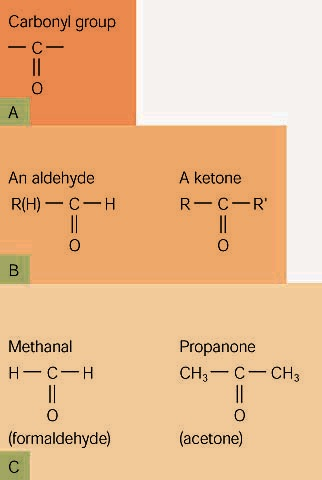 Carbonyl group
— C —
||
O
A
An aldehyde
A ketone
R(H) — C — H
R — C — R'
||
||
O
O
B
Methanal
Propanone
H — C — H
CH₃ — C — CH₃
||
||
O
O
(formaldehyde)
(acetone)
C